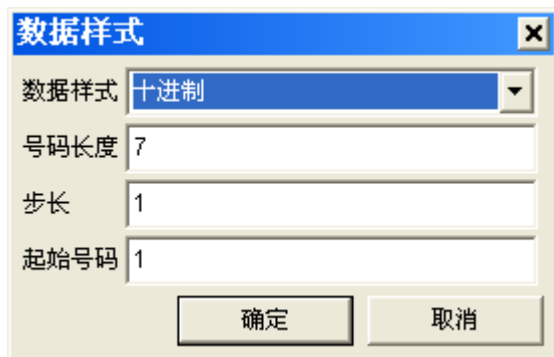 数据样式
数据样式 十进制
号码长度 7
步长 1
起始号码 1
确定 取消